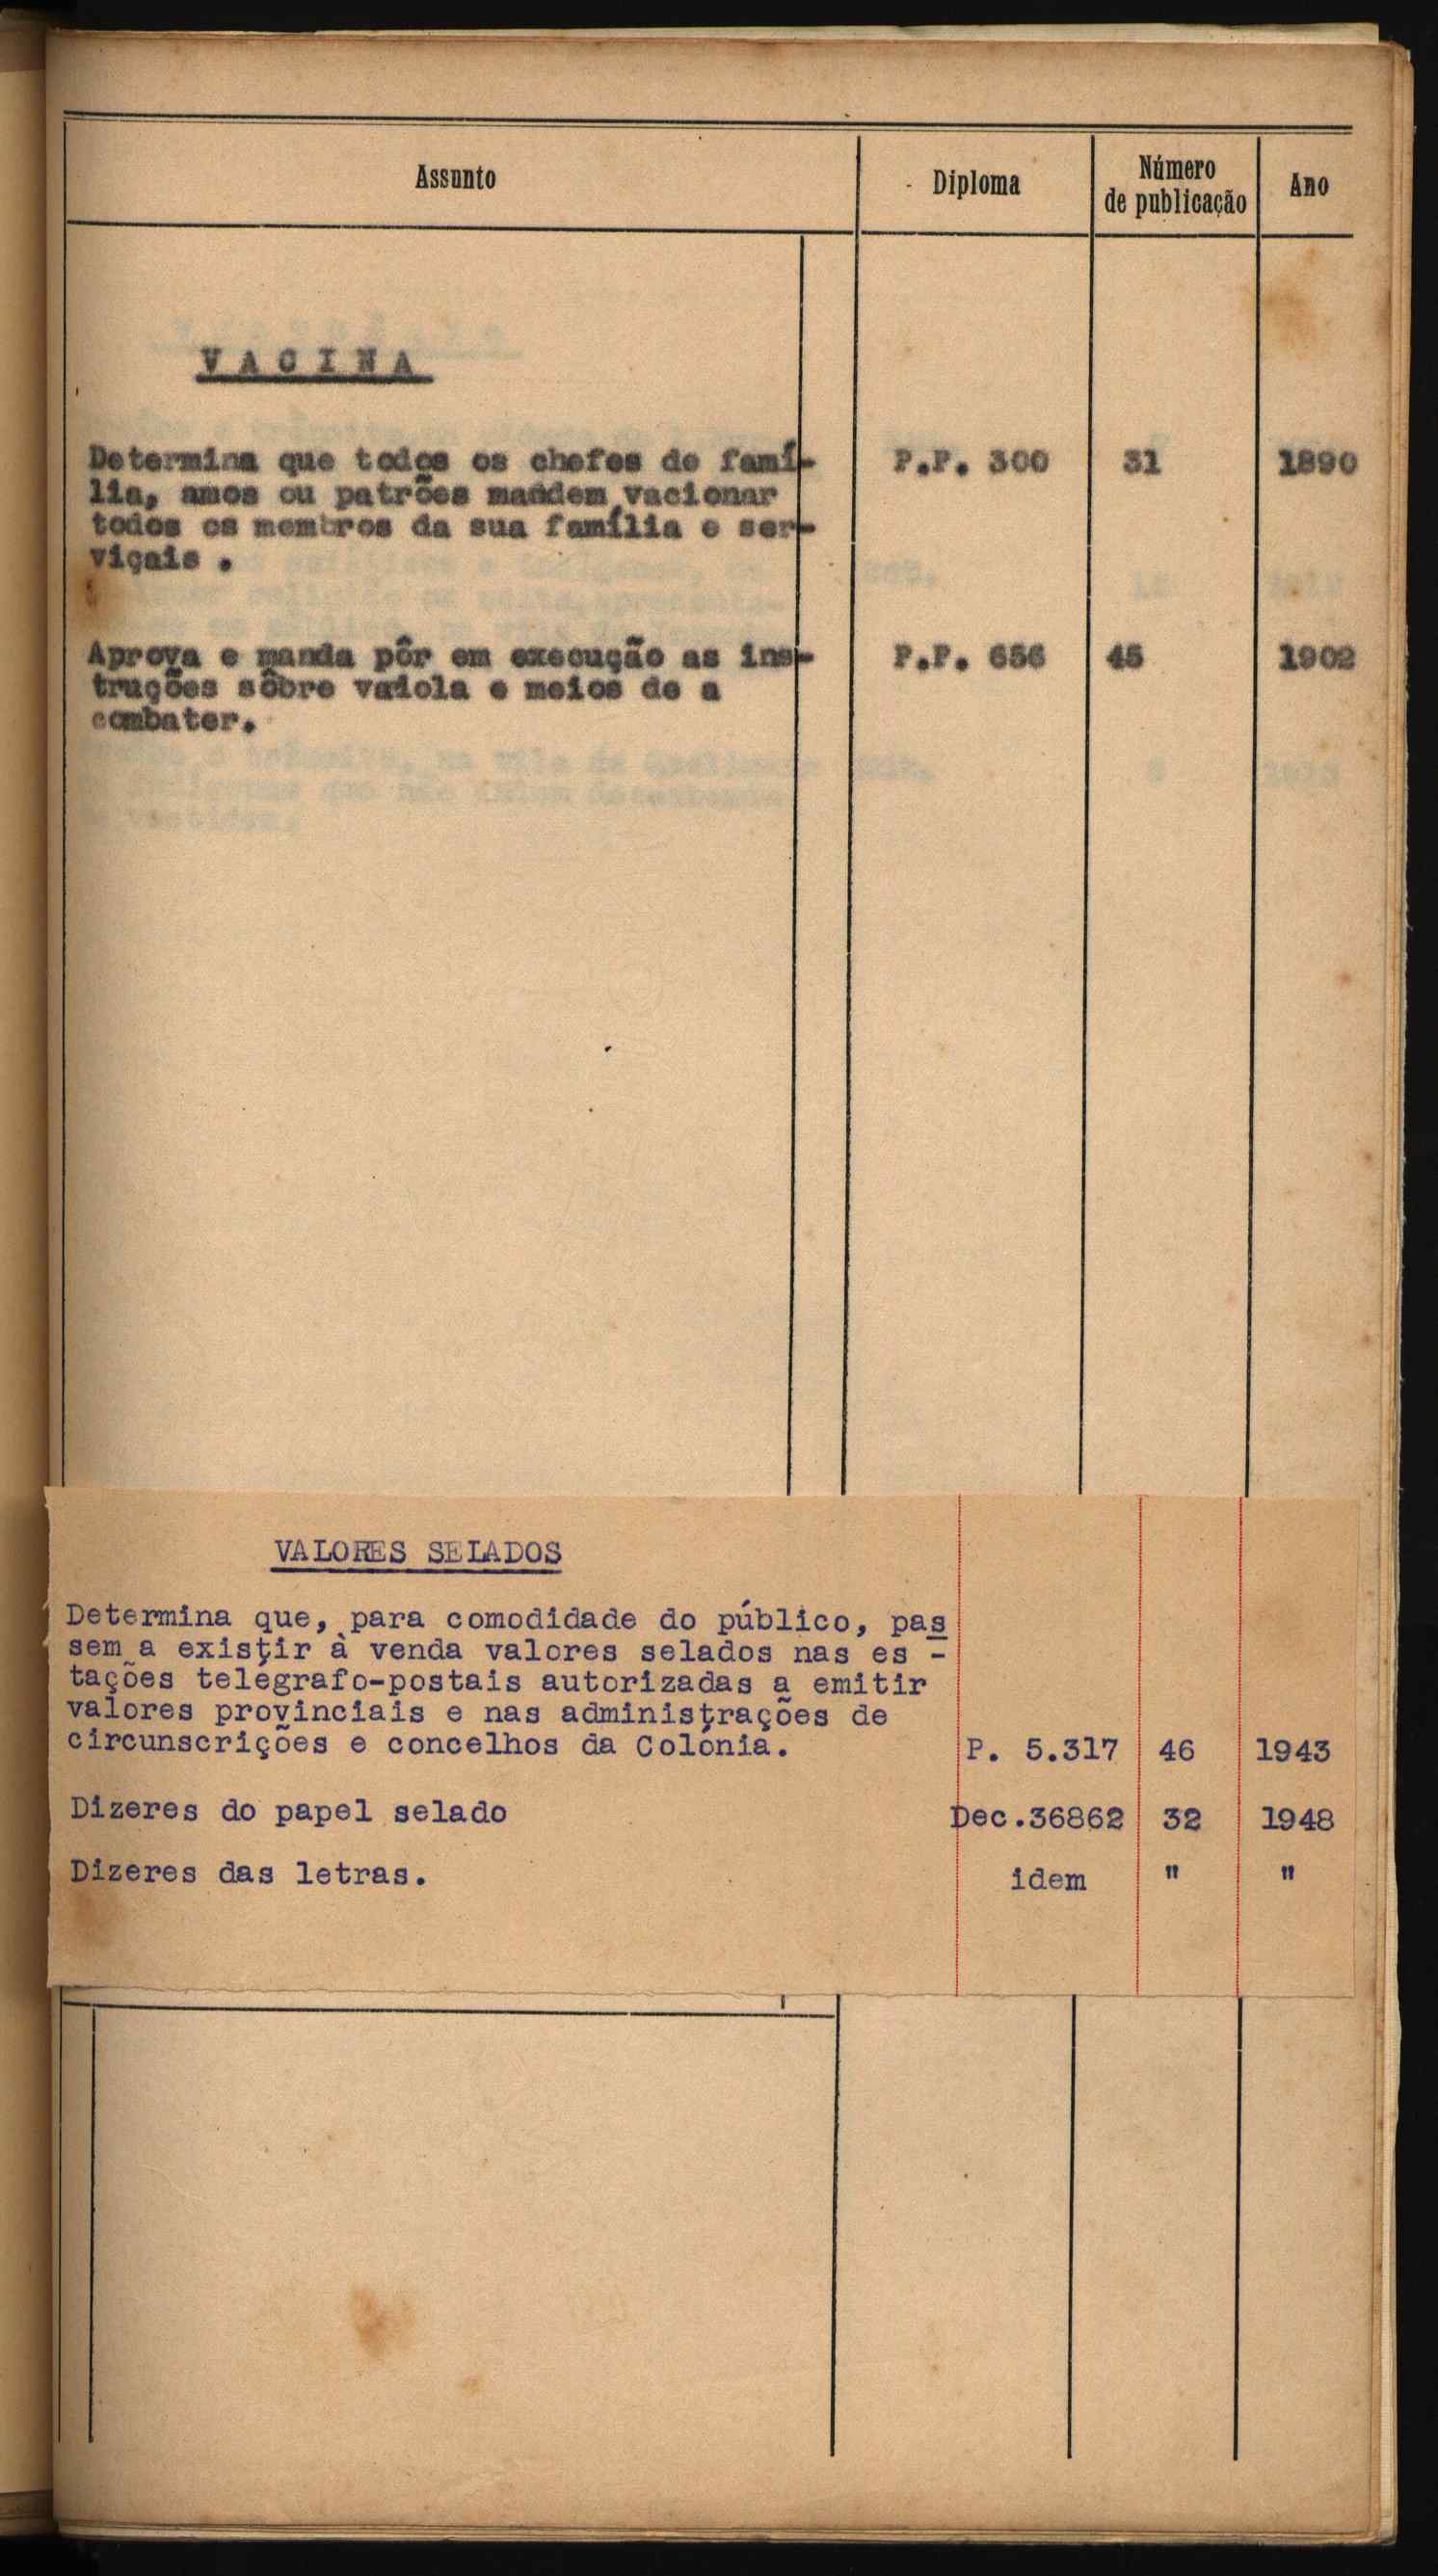 Assunto Diploma Número de publicação Ano
VACINA
Determina que todos os chefes de famí- P.P. 300 31 1890
lia, amos ou patrões mandem vacionar
todos os membros da sua família e ser-
viçais .
Aprova e manda pôr em execução as ins- P.P. 656 45 1902
truções sôbre vaiola e meios de a
combater.
VALORES SELADOS
Determina que, para comodidade do público, pas
sem a existir à venda valores selados nas es -
tações telégrafo-postais autorizadas a emitir
valores provinciais e nas administrações de
circunscrições e concelhos da Colónia. P. 5.317 46 1943
Dizeres do papel selado Dec.36862 32 1948
Dizeres das letras. idem " "